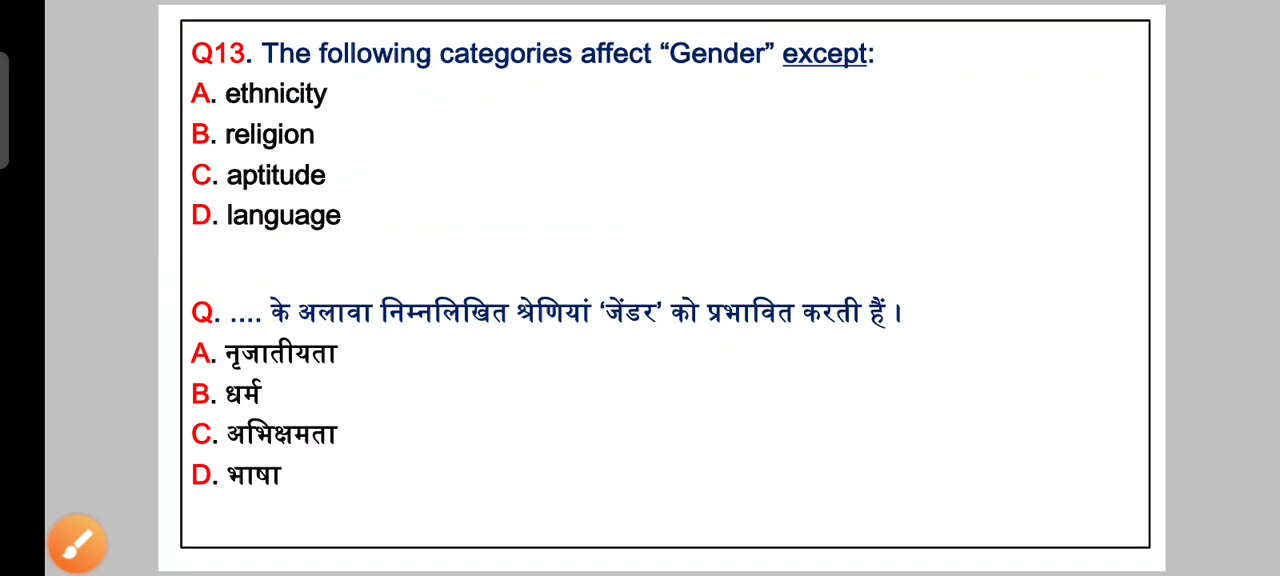 Q13. The following categories affect “Gender” except:
A. ethnicity
B. religion
C. aptitude
D. language
Q. .... के अलावा निम्नलिखित श्रेणियां ‘जेंडर’ को प्रभावित करती हैं।
A. नृजातीयता
B. धर्म
C. अभिक्षमता
D. भाषा